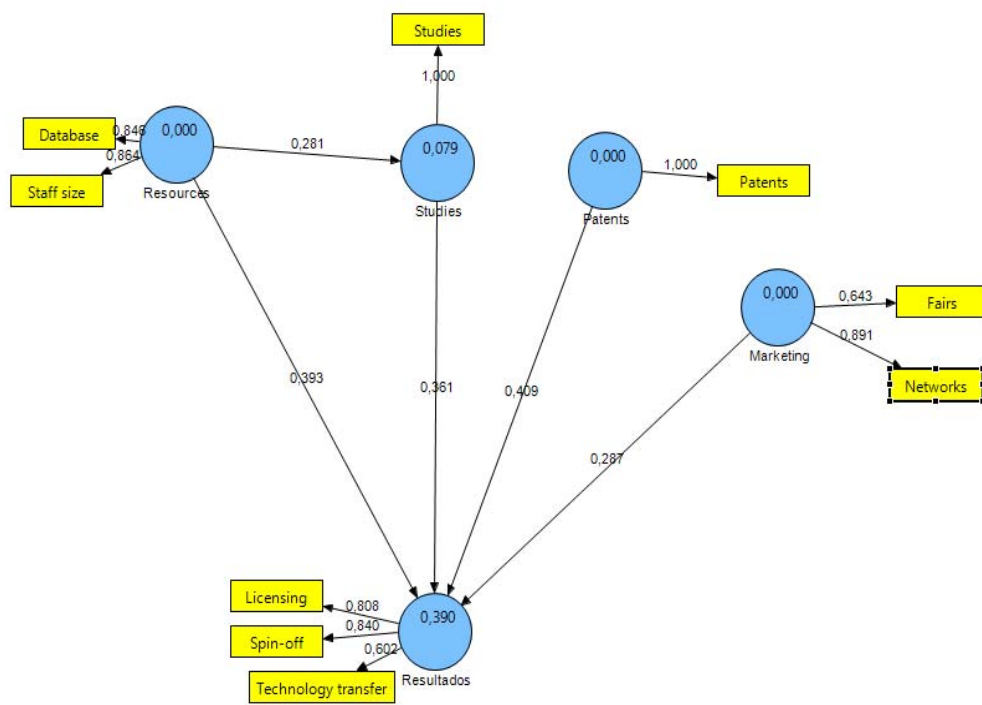 Studies
1,000
Database
0,846
0,000
0,864
Staff size
Resources
0,281
0,079
Studies
0,000
1,000
Patents
Patents
0,000
Marketing
0,643
Fairs
0,891
Networks
0,393
0,361
0,409
0,287
Licensing
0,808
0,390
Spin-off
0,840
0,602
Technology transfer
Resultados